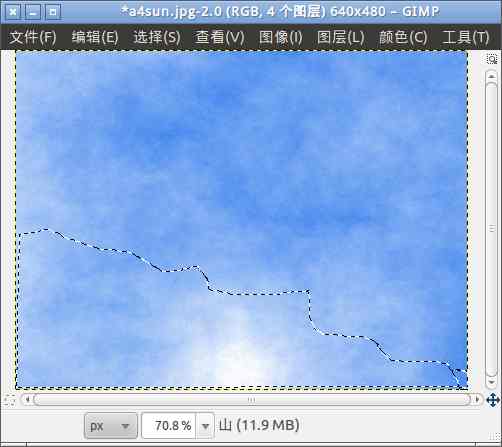 *a4sun.jpg-2.0 (RGB, 4 个图层) 640x480 – GIMP
文件(F) 编辑(E) 选择(S) 查看(V) 图像(I) 图层(L) 颜色(C) 工具(T)
px 70.8% 山 (11.9 MB)